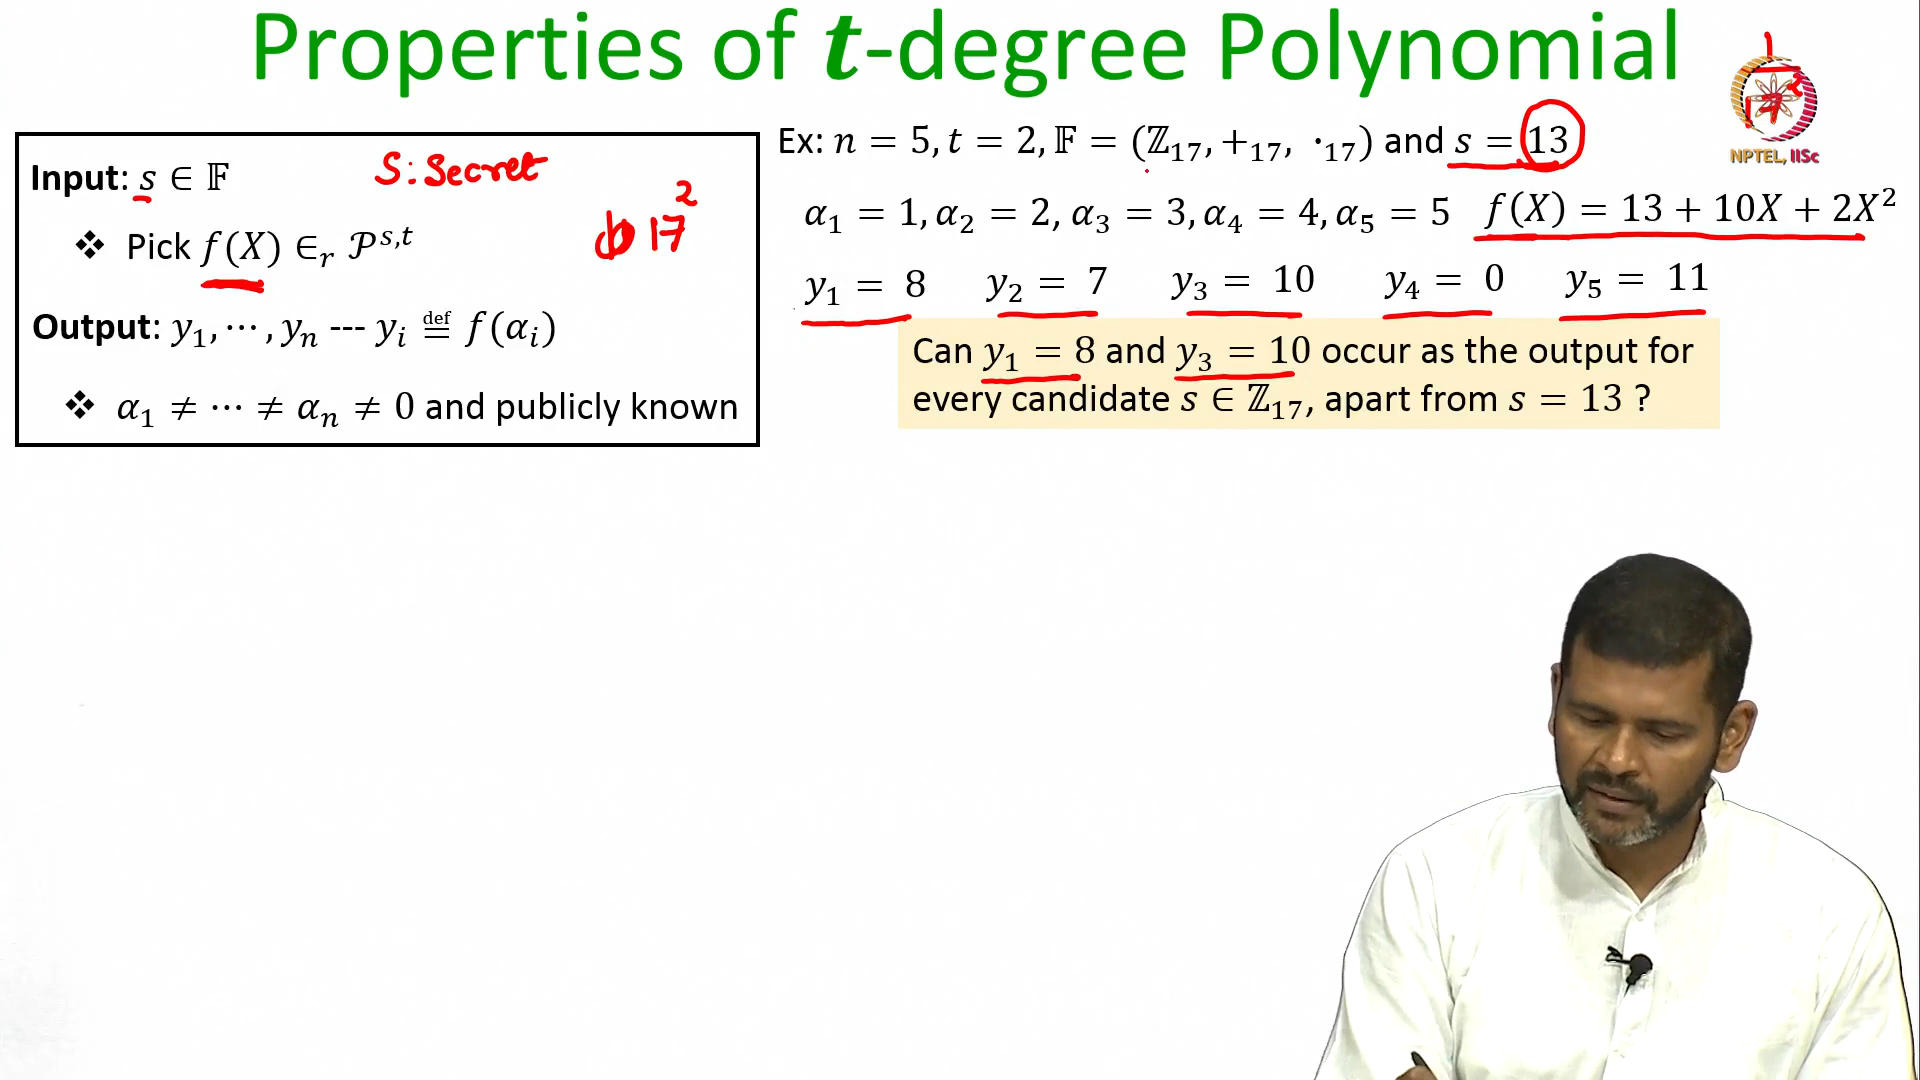 Properties of t-degree Polynomial
Input: s ∈ 𝔽
S: Secret
❖ Pick f(X) ∈ᵣ 𝒫^{s,t}
17²
Output: y₁, ⋯ , yₙ --- yᵢ ≝ f(αᵢ)
❖ α₁ ≠ ⋯ ≠ αₙ ≠ 0 and publicly known
Ex: n = 5, t = 2, 𝔽 = (ℤ₁₇, +₁₇, ·₁₇) and s = 13
α₁ = 1, α₂ = 2, α₃ = 3, α₄ = 4, α₅ = 5 f(X) = 13 + 10X + 2X²
y₁ = 8 y₂ = 7 y₃ = 10 y₄ = 0 y₅ = 11
Can y₁ = 8 and y₃ = 10 occur as the output for
every candidate s ∈ ℤ₁₇, apart from s = 13 ?
1
17²
NPTEL, IISc